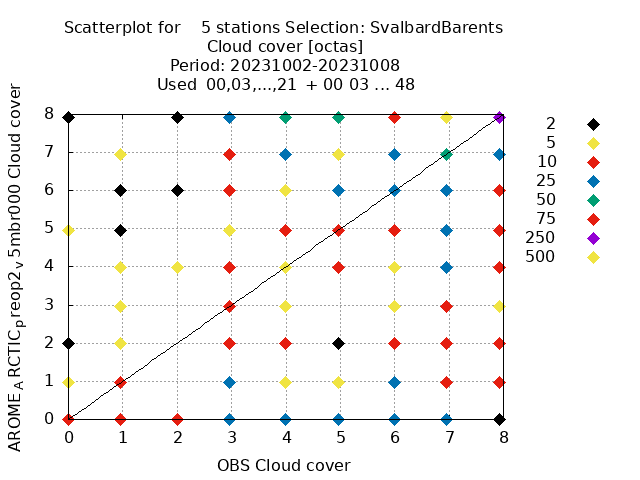 Scatterplot for 5 stations Selection: SvalbardBarents
Cloud cover [octas]
Period: 20231002-20231008
Used 00,03,...,21 + 00 03 ... 48
AROME_ARCTIC_preop2_v5mbr000 Cloud cover
8
7
6
5
4
3
2
1
0
0 1 2 3 4 5 6 7 8
OBS Cloud cover
2
5
10
25
50
75
250
500